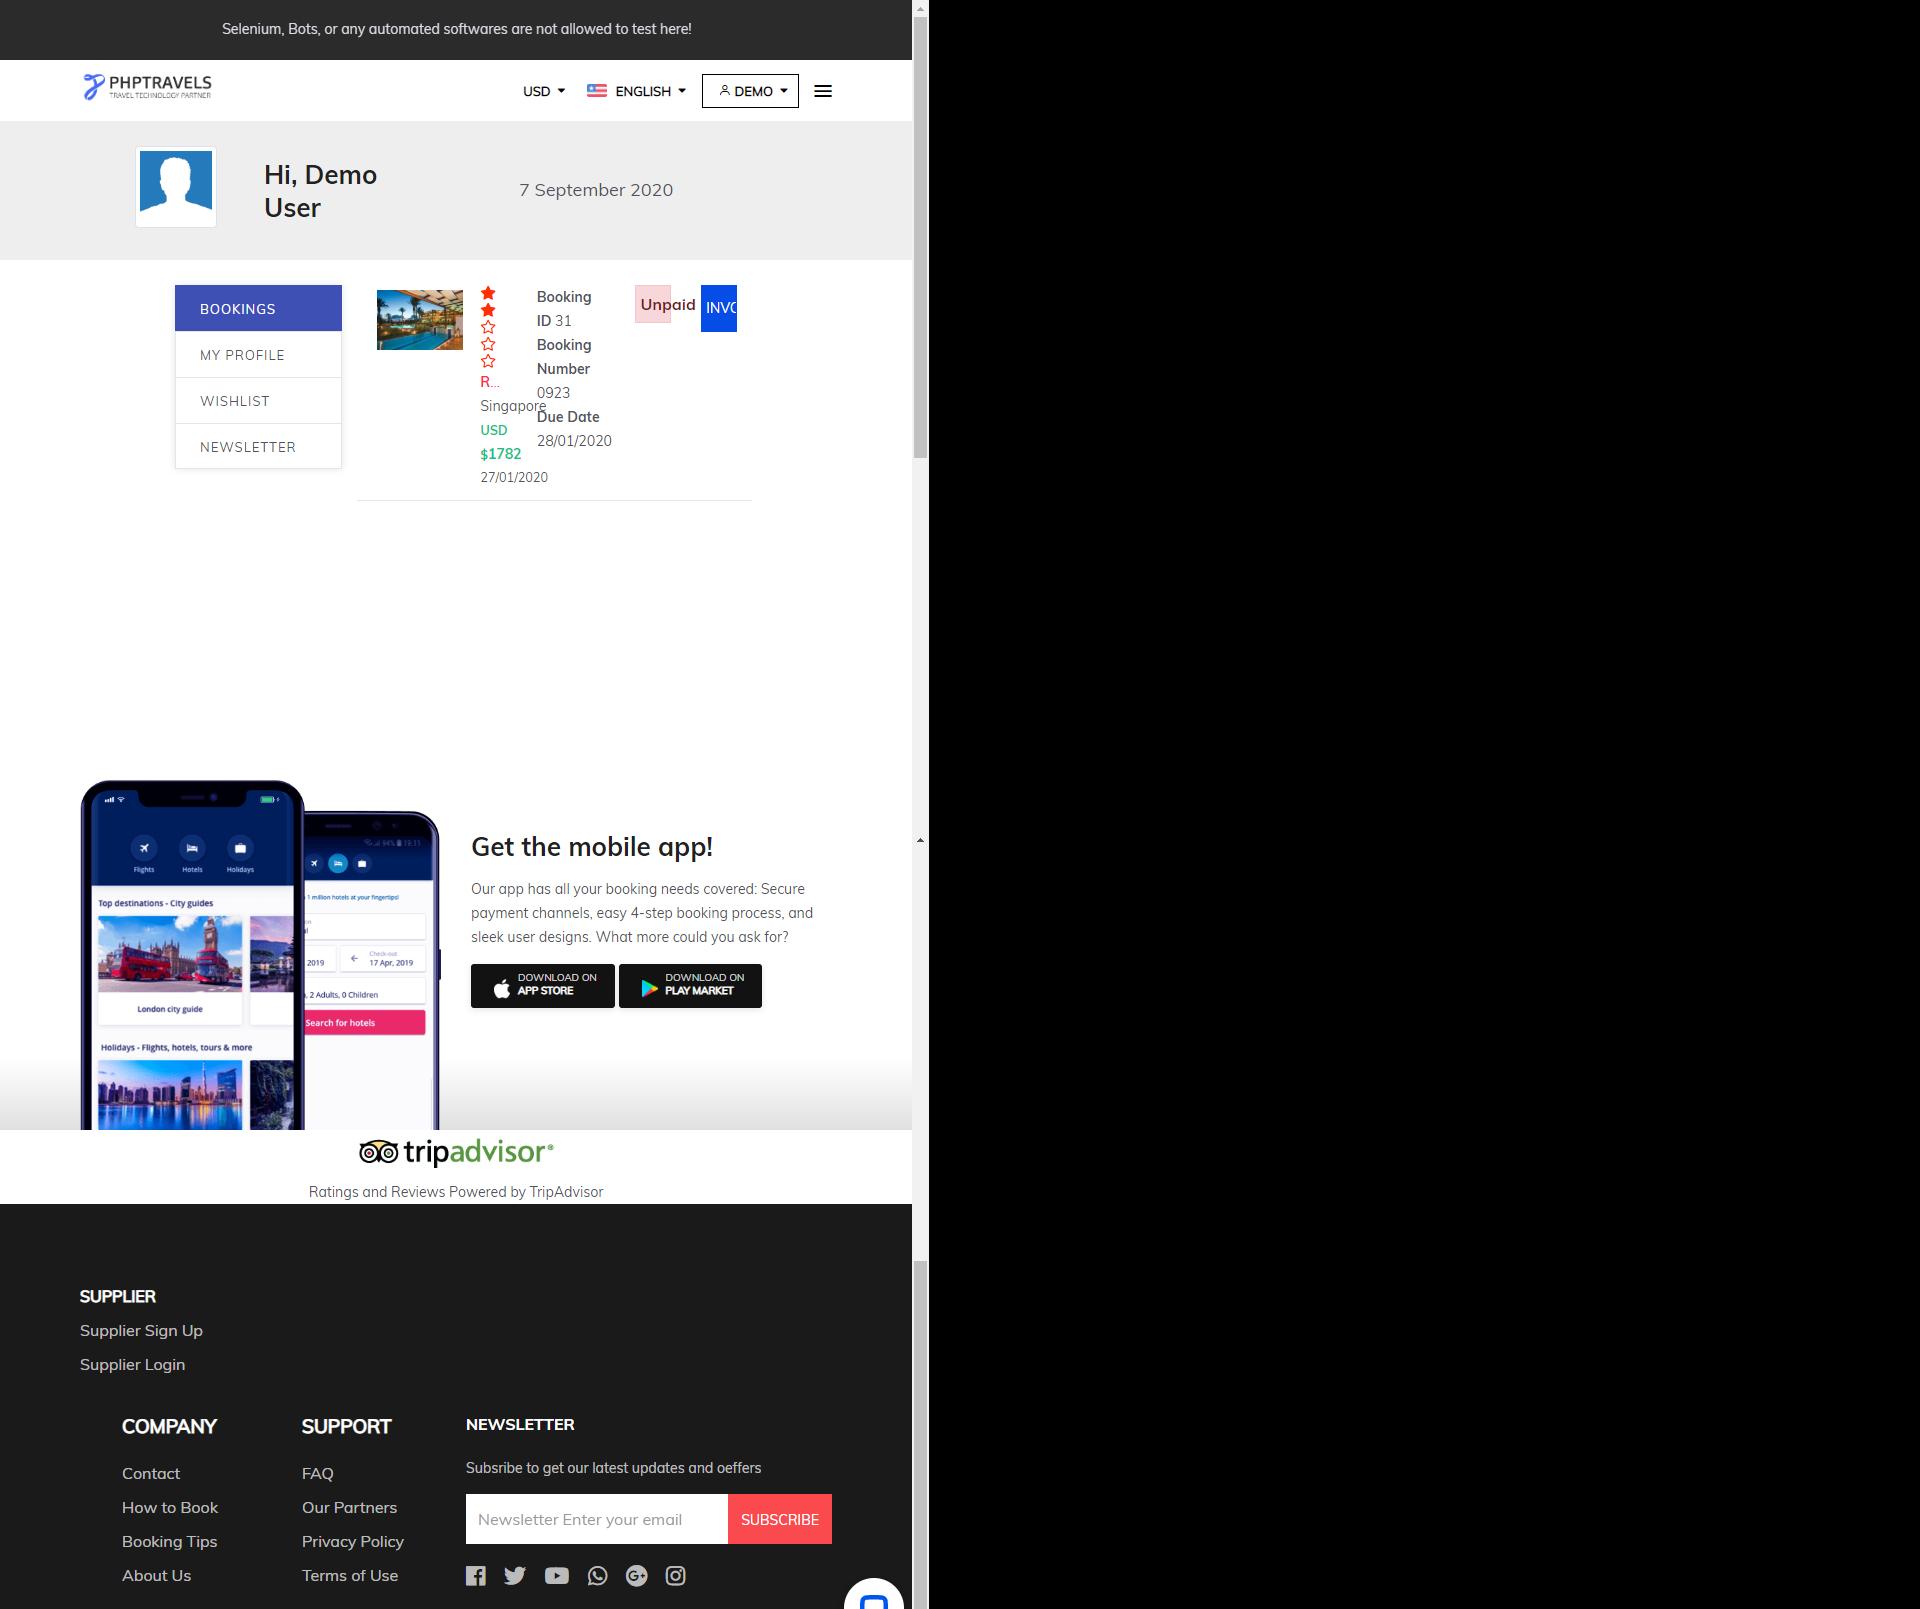 Selenium, Bots, or any automated softwares are not allowed to test here!
PHPTRAVELS
TRAVEL TECHNOLOGY PARTNER
USD
ENGLISH
DEMO
Hi, Demo
User
7 September 2020
BOOKINGS
MY PROFILE
WISHLIST
NEWSLETTER
R...
Singapore
USD
$1782
27/01/2020
Booking
ID 31
Booking
Number
0923
Due Date
28/01/2020
Unpaid
INVO
Flights
Hotels
Holidays
Top destinations - City guides
London city guide
Holidays - Flights, hotels, tours & more
94% 19:11
1 million hotels at your fingertips!
2019
Check-out
17 Apr, 2019
, 2 Adults, 0 Children
Search for hotels
Get the mobile app!
Our app has all your booking needs covered: Secure
payment channels, easy 4-step booking process, and
sleek user designs. What more could you ask for?
DOWNLOAD ON
APP STORE
DOWNLOAD ON
PLAY MARKET
tripadvisor®
Ratings and Reviews Powered by TripAdvisor
SUPPLIER
Supplier Sign Up
Supplier Login
COMPANY
Contact
How to Book
Booking Tips
About Us
SUPPORT
FAQ
Our Partners
Privacy Policy
Terms of Use
NEWSLETTER
Subsribe to get our latest updates and oeffers
Newsletter Enter your email
SUBSCRIBE